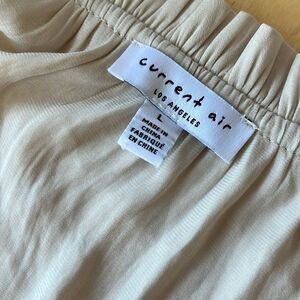 current air
LOS ANGELES
L
MADE IN
CHINA
FABRIQUÉ
EN CHINE